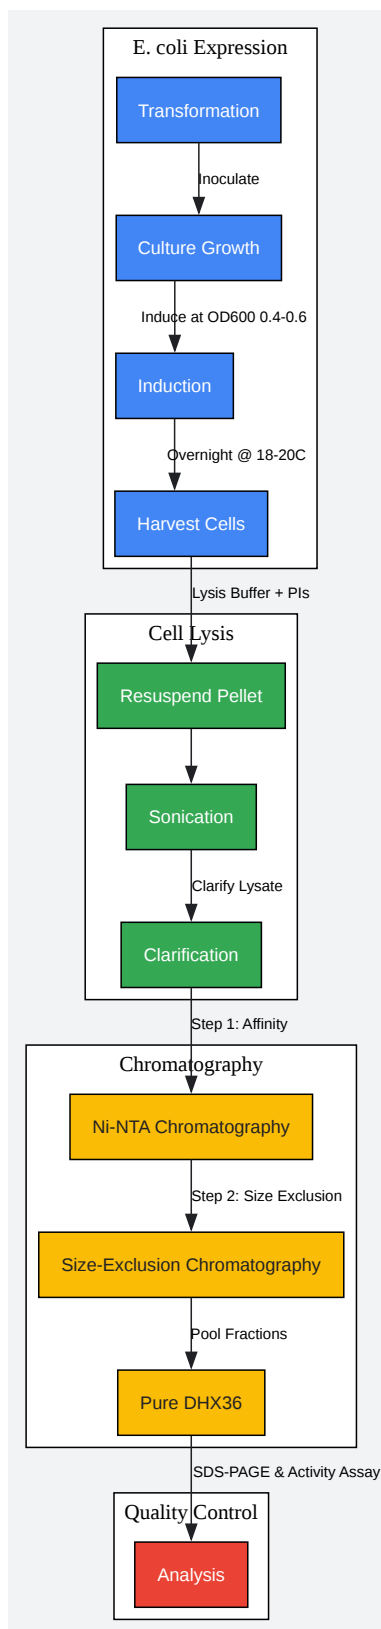 E. coli Expression
Transformation
Inoculate
Culture Growth
Induce at OD600 0.4-0.6
Induction
Overnight @ 18-20C
Harvest Cells
Lysis Buffer + PIs
Cell Lysis
Resuspend Pellet
Sonication
Clarify Lysate
Clarification
Step 1: Affinity
Chromatography
Ni-NTA Chromatography
Step 2: Size Exclusion
Size-Exclusion Chromatography
Pool Fractions
Pure DHX36
SDS-PAGE & Activity Assay
Quality Control
Analysis